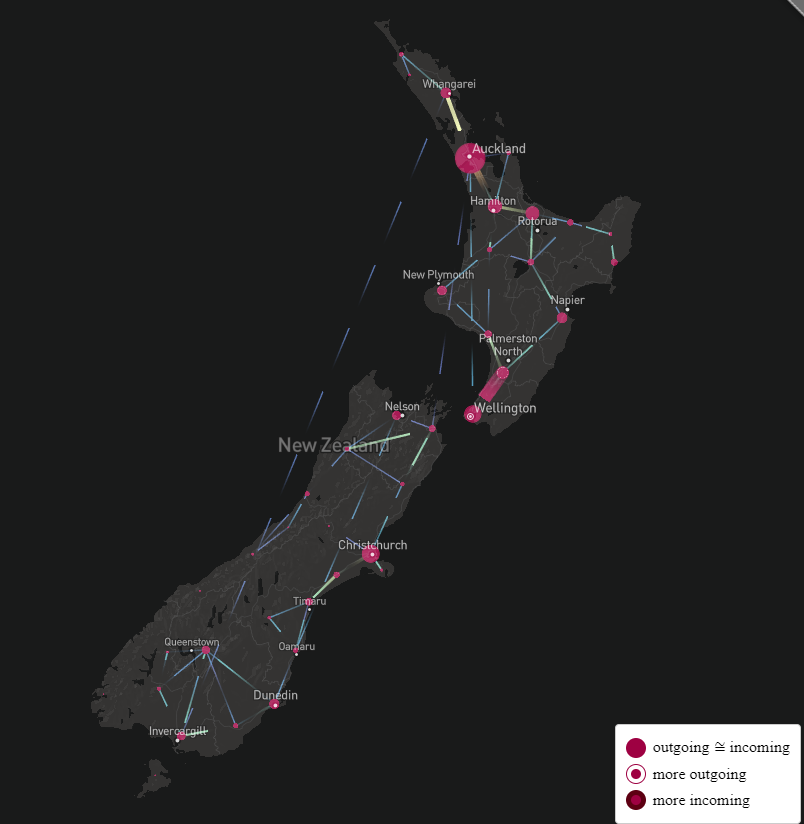 Whangarei
Auckland
Hamilton
Rotorua
New Plymouth
Napier
Palmerston
North
Nelson
Wellington
New Zealand
Christchurch
Timaru
Queenstown
Oamaru
Dunedin
Invercargill
outgoing ≅ incoming
more outgoing
more incoming